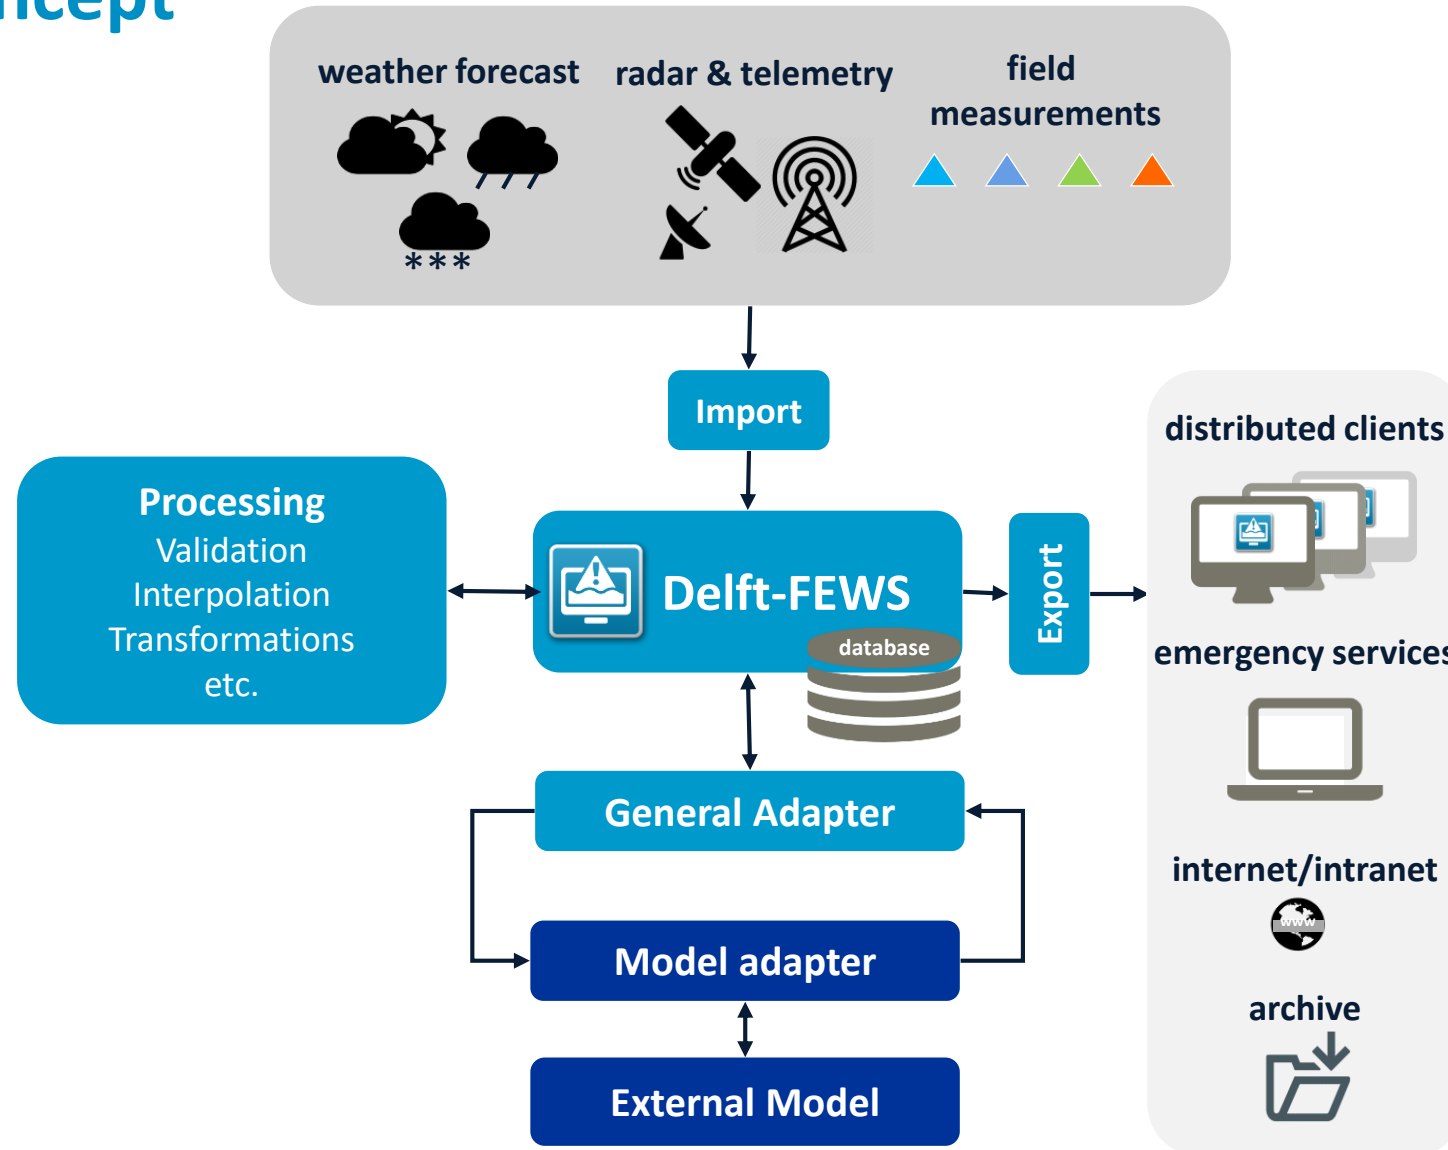 ncept
weather forecast
radar & telemetry
field
measurements
***
Import
distributed clients
Processing
Validation
Interpolation
Transformations
etc.
Delft-FEWS
database
Export
emergency services
General Adapter
internet/intranet
www
Model adapter
archive
External Model